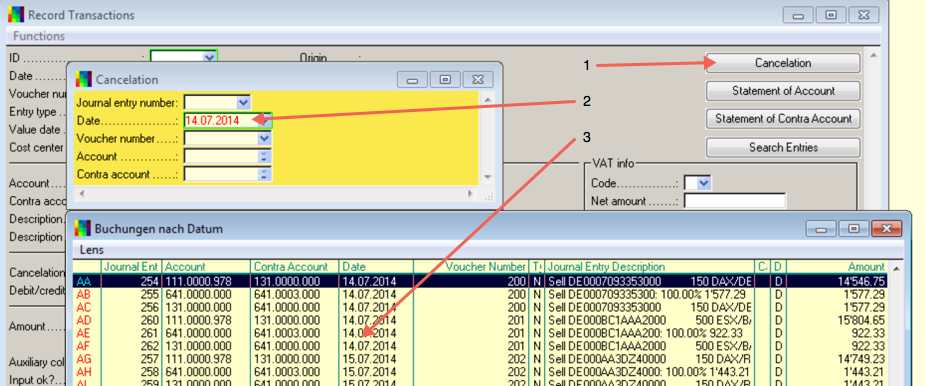 Record Transactions
Functions
ID ........................ :
Origin
Date
Voucher nu
Entry type
Value date
Cost center
Account
Contra acc
Description
Description
Cancelation
Debit/credit
Amount
Auxiliary col
Input ok?
1
2
3
Cancelation
Statement of Account
Statement of Contra Account
Search Entries
VAT info
Code..............:
Net amount .......:
Cancelation
Journal entry number:
Date..................: 14.07.2014
Voucher number.....:
Account ..............:
Contra account ......:
Buchungen nach Datum
Lens
Journal Ent Account Contra Account Date Voucher Number Journal Entry Description D Amount
AA 254 111.0000.978 131.0000.000 14.07.2014 200 N Sell DE0007093353000 150 DAX/DE D 14'546.75
AB 255 641.0000.000 641.0003.000 14.07.2014 200 N Sell DE0007093353000: 100.00% 1'577.29 D 1'577.29
AC 256 131.0000.000 131.0000.000 14.07.2014 200 N Sell DE0007093353000 150 DAX/DE D 1'577.29
AD 260 111.0000.978 131.0000.000 14.07.2014 201 N Sell DE000BC1AAA2000 500 ESX/B D 15'804.65
AE 261 641.0000.000 641.0003.000 14.07.2014 201 N Sell DE000BC1AAA200: 100.00% 922.33 D 922.33
AF 262 131.0000.000 641.0000.000 14.07.2014 201 N Sell DE000BC1AAA2000 500 ESX/B D 922.33
AG 257 111.0000.978 131.0000.000 15.07.2014 202 N Sell DE000AA3DZ40000 150 DAX/R D 14'749.23
AH 258 641.0000.000 641.0003.000 15.07.2014 202 N Sell DE000AA3DZ4000: 100.00% 1'443.21 D 1'443.21
AI 259 131.0000.000 641.0000.000 15.07.2014 202 N Sell DE000AA3DZ40000 150 DAX/R D 1'443.21